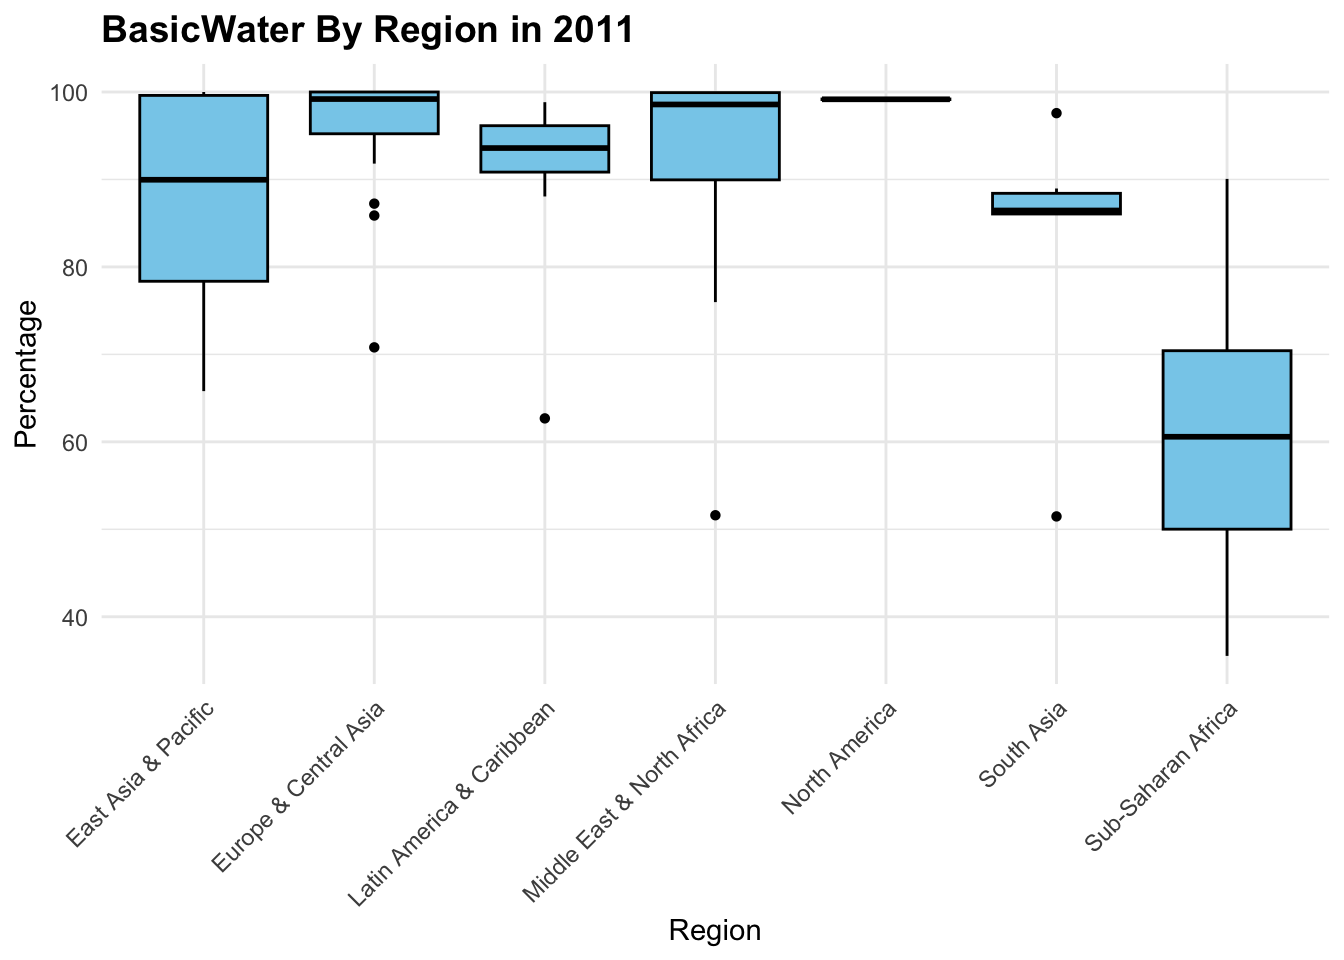 BasicWater By Region in 2011
Percentage
100
80
60
40
East Asia & Pacific
Europe & Central Asia
Latin America & Caribbean
Middle East & North Africa
North America
South Asia
Sub-Saharan Africa
Region